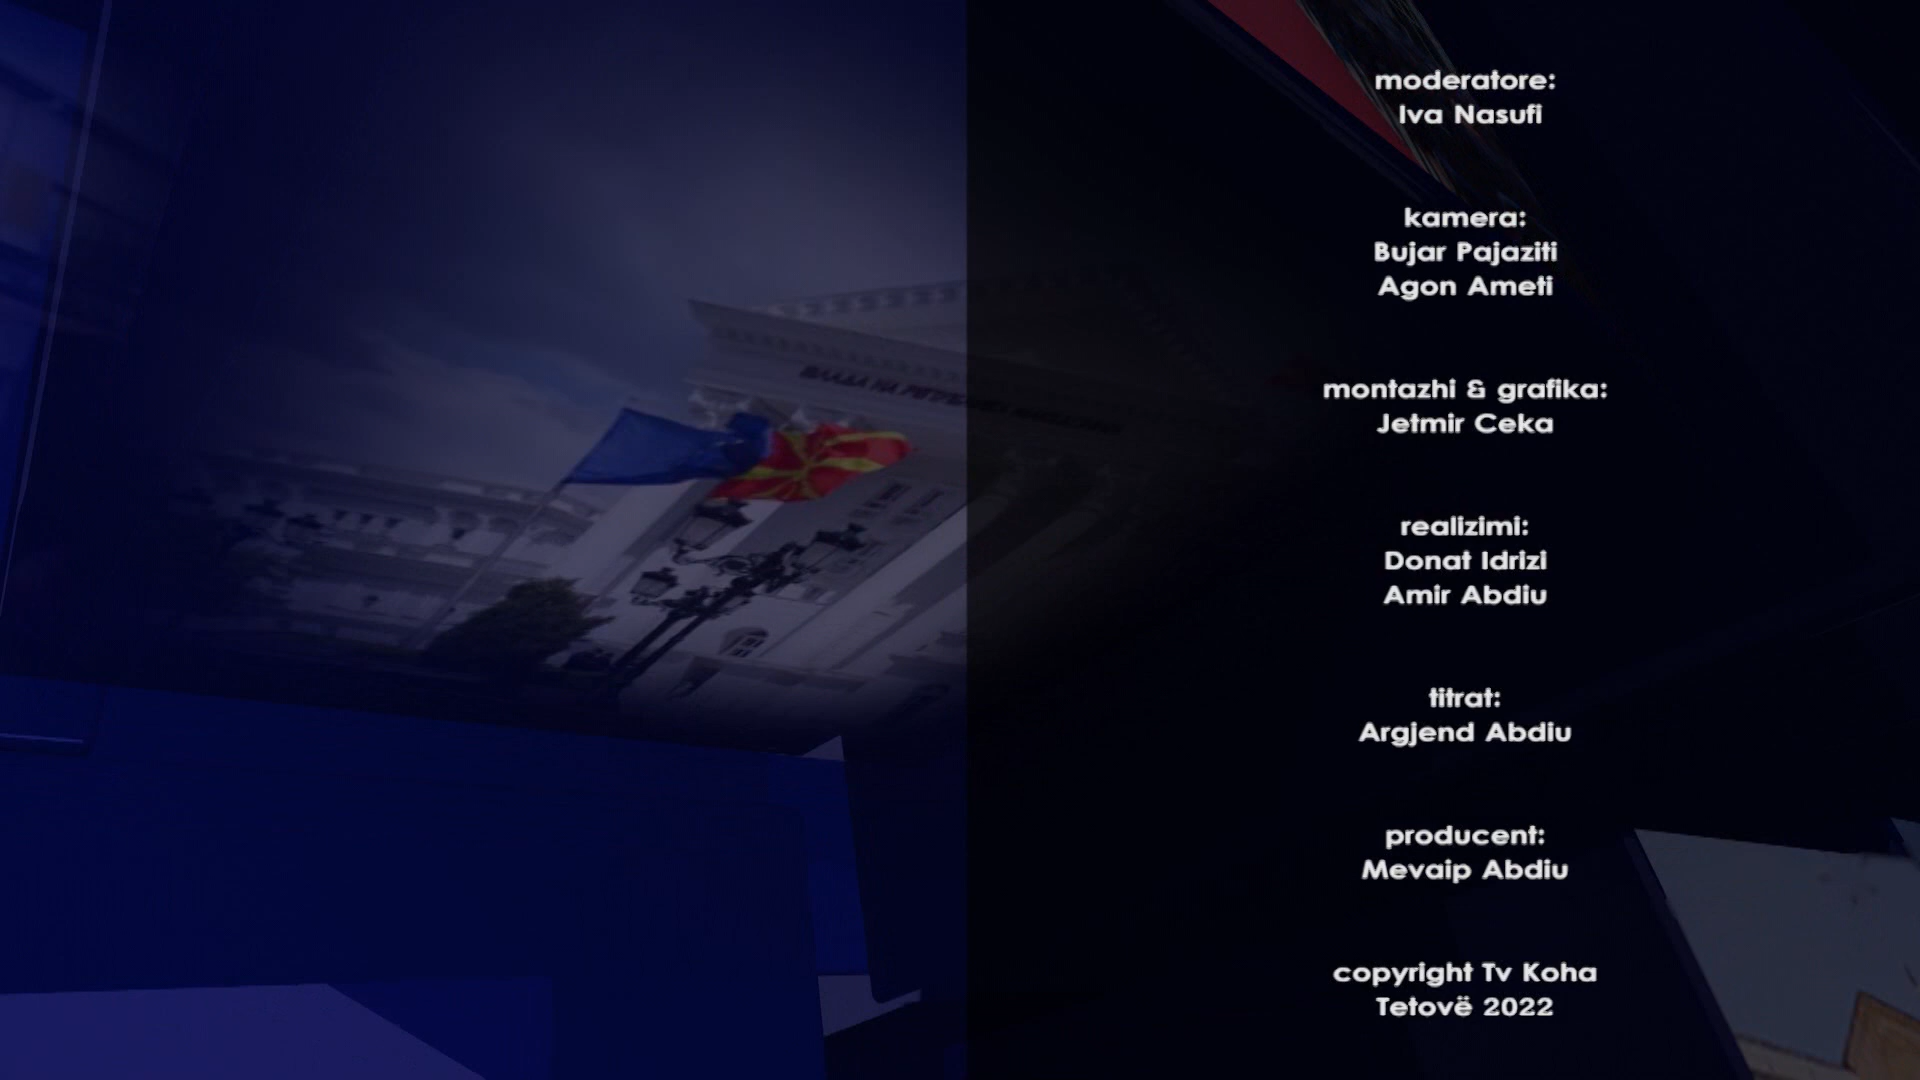 moderatore:
Iva Nasufi
kamera:
Bujar Pajaziti
Agon Ameti
montazhi & grafika:
Jetmir Ceka
realizimi:
Donat Idrizi
Amir Abdiu
titrat:
Argjend Abdiu
producent:
Mevaip Abdiu
copyright Tv Koha
Tetovë 2022